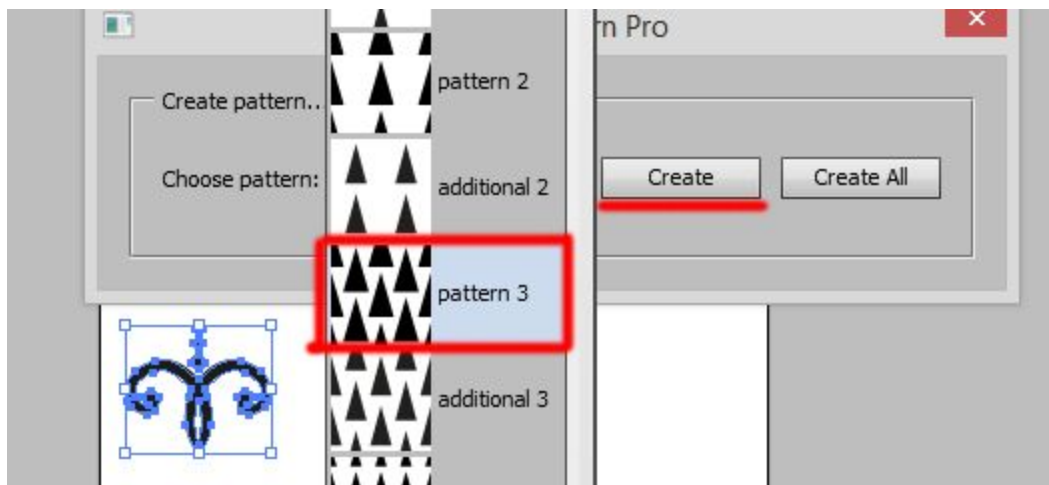 rn Pro
pattern 2
Create pattern..
Choose pattern:
additional 2
Create
Create All
pattern 3
additional 3